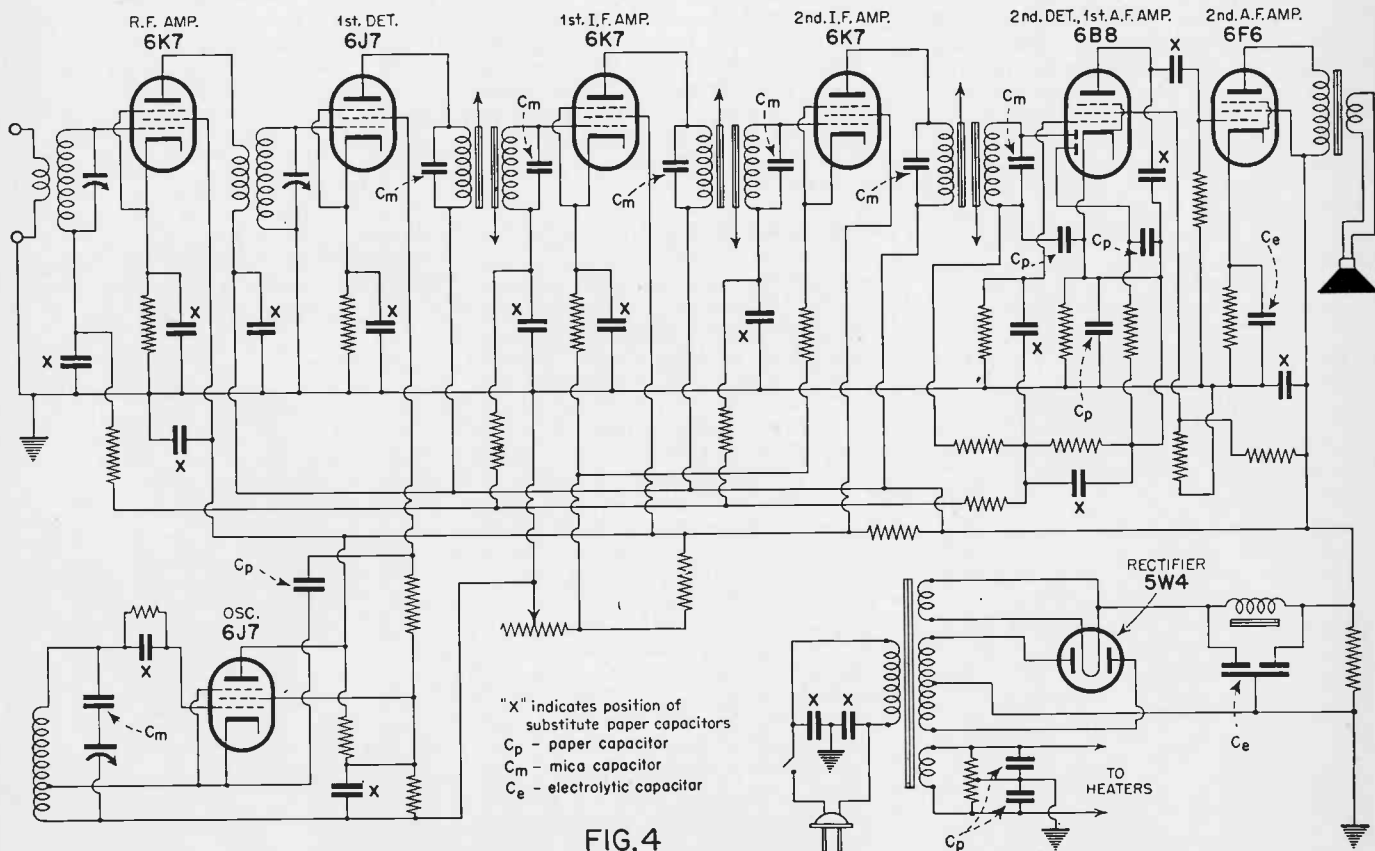 R.F. AMP.
6K7
1st. DET.
6J7
1st. I.F. AMP.
6K7
2nd. I.F. AMP.
6K7
2nd. DET., 1st. A.F. AMP.
6B8
2nd. A.F. AMP.
6F6
X
Cm
Cm
Cm
Cm
Cm
Cm
X
Cp
Cp
Ce
X
X
X
X
X
X
X
X
X
Cp
X
X
X
Cp
OSC.
6J7
X
Cm
X
"X" indicates position of
substitute paper capacitors
Cp - paper capacitor
Cm - mica capacitor
Ce - electrolytic capacitar
X X
RECTIFIER
5W4
Ce
TO
HEATERS
Cp
FIG. 4